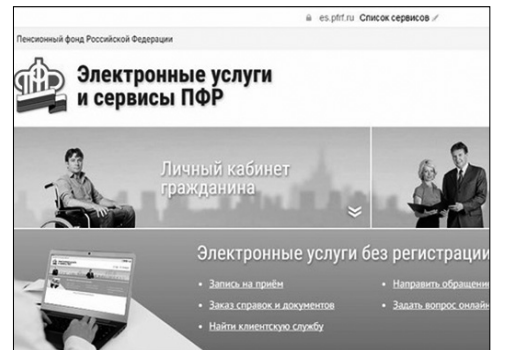 es.pfrf.ru Список сервисов
Пенсионный фонд Российской Федерации
Электронные услуги
и сервисы ПФР
Личный кабинет
гражданина
Электронные услуги без регистрации
Запись на приём
Заказ справок и документов
Найти клиентскую службу
Направить обращени
Задать вопрос онлайн